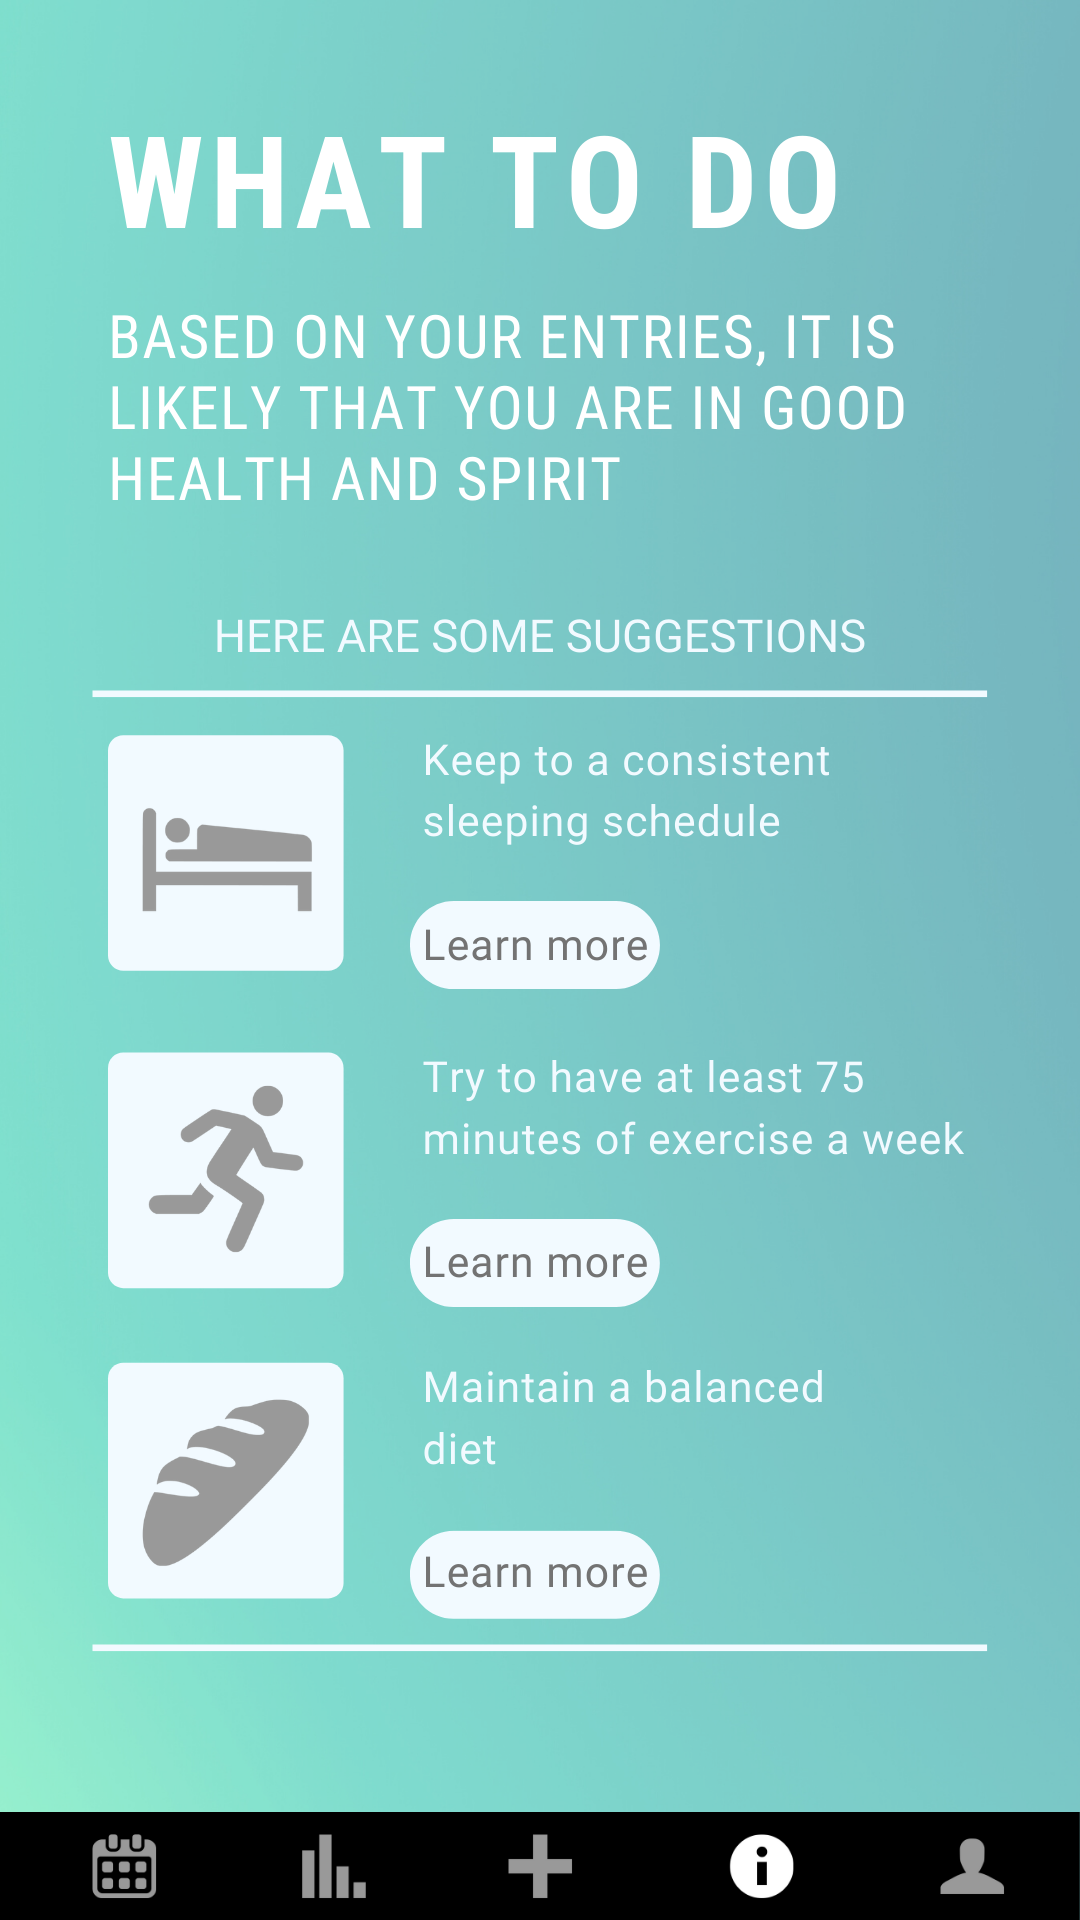 WHAT TO DO
BASED ON YOUR ENTRIES, IT IS
LIKELY THAT YOU ARE IN GOOD
HEALTH AND SPIRIT
HERE ARE SOME SUGGESTIONS
Keep to a consistent
sleeping schedule
Learn more
Try to have at least 75
minutes of exercise a week
Learn more
Maintain a balanced
diet
Learn more